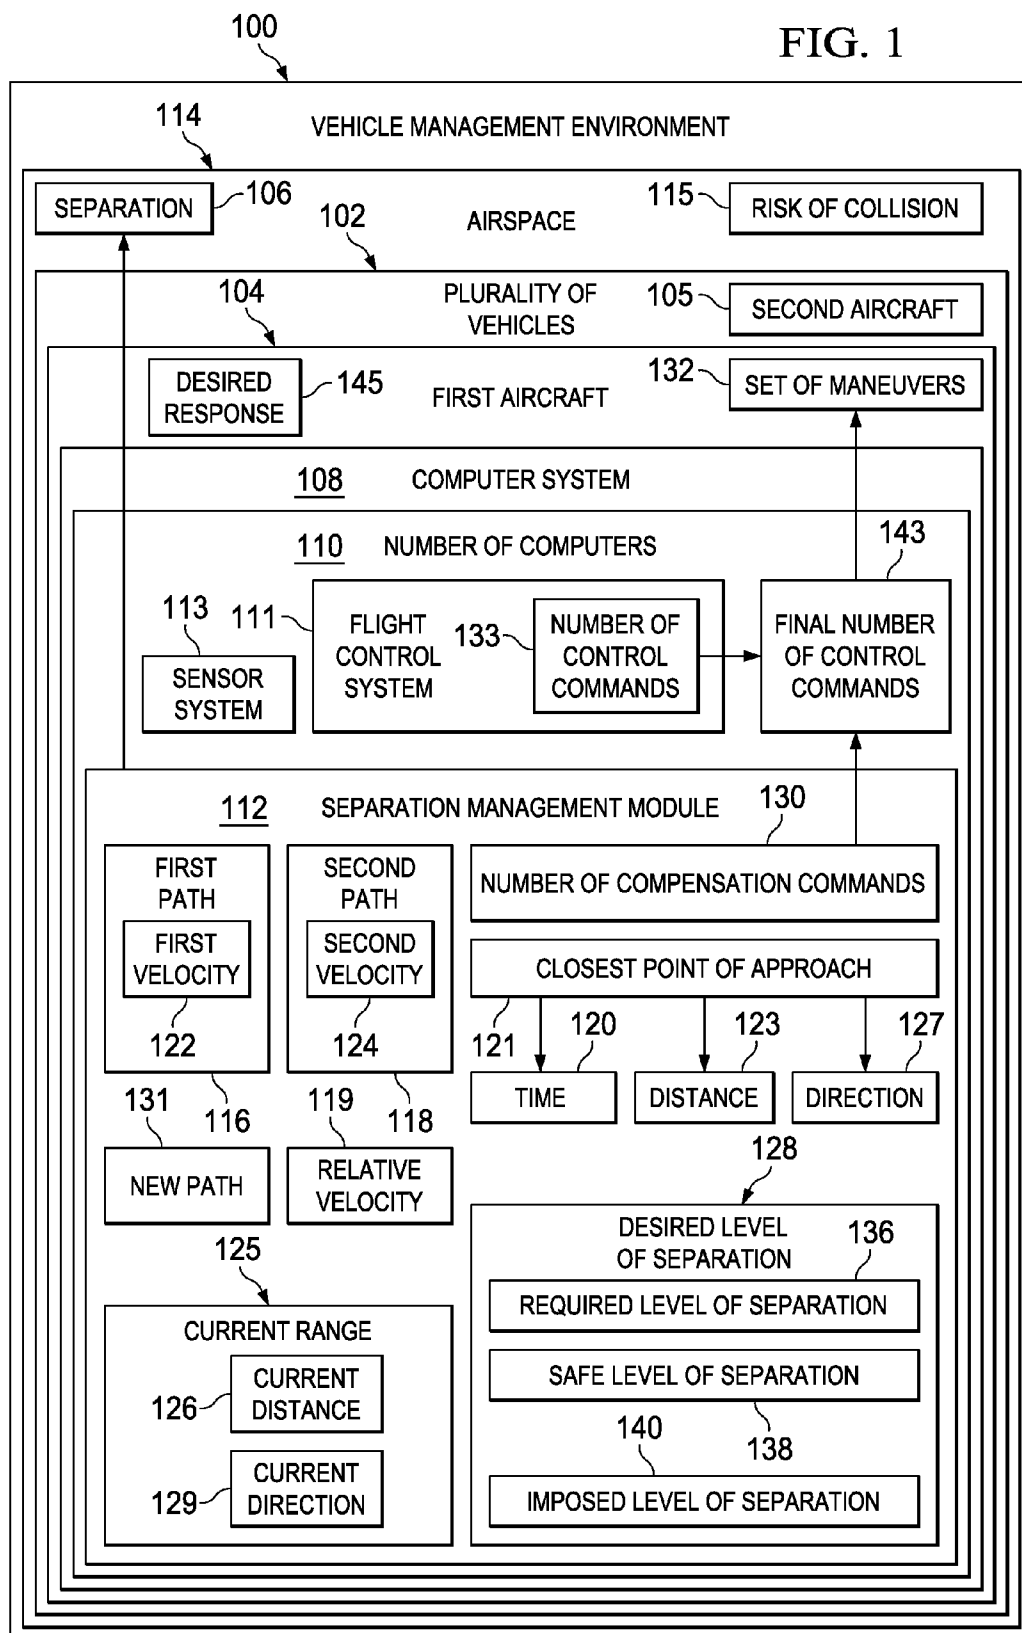 FIG. 1
100
VEHICLE MANAGEMENT ENVIRONMENT
114
SEPARATION
106
AIRSPACE
115
RISK OF COLLISION
102
PLURALITY OF
VEHICLES
105
SECOND AIRCRAFT
104
DESIRED
RESPONSE
145
FIRST AIRCRAFT
132
SET OF MANEUVERS
108
COMPUTER SYSTEM
110
NUMBER OF COMPUTERS
143
113
SENSOR
SYSTEM
111
FLIGHT
CONTROL
SYSTEM
133
NUMBER OF
CONTROL
COMMANDS
FINAL NUMBER
OF CONTROL
COMMANDS
112
SEPARATION MANAGEMENT MODULE
130
FIRST
PATH
FIRST
VELOCITY
122
116
SECOND
PATH
SECOND
VELOCITY
124
118
NUMBER OF COMPENSATION COMMANDS
CLOSEST POINT OF APPROACH
121
120
123
127
TIME
DISTANCE
DIRECTION
131
NEW PATH
119
RELATIVE
VELOCITY
128
DESIRED LEVEL
OF SEPARATION
136
REQUIRED LEVEL OF SEPARATION
SAFE LEVEL OF SEPARATION
138
140
IMPOSED LEVEL OF SEPARATION
125
CURRENT RANGE
126
CURRENT
DISTANCE
129
CURRENT
DIRECTION